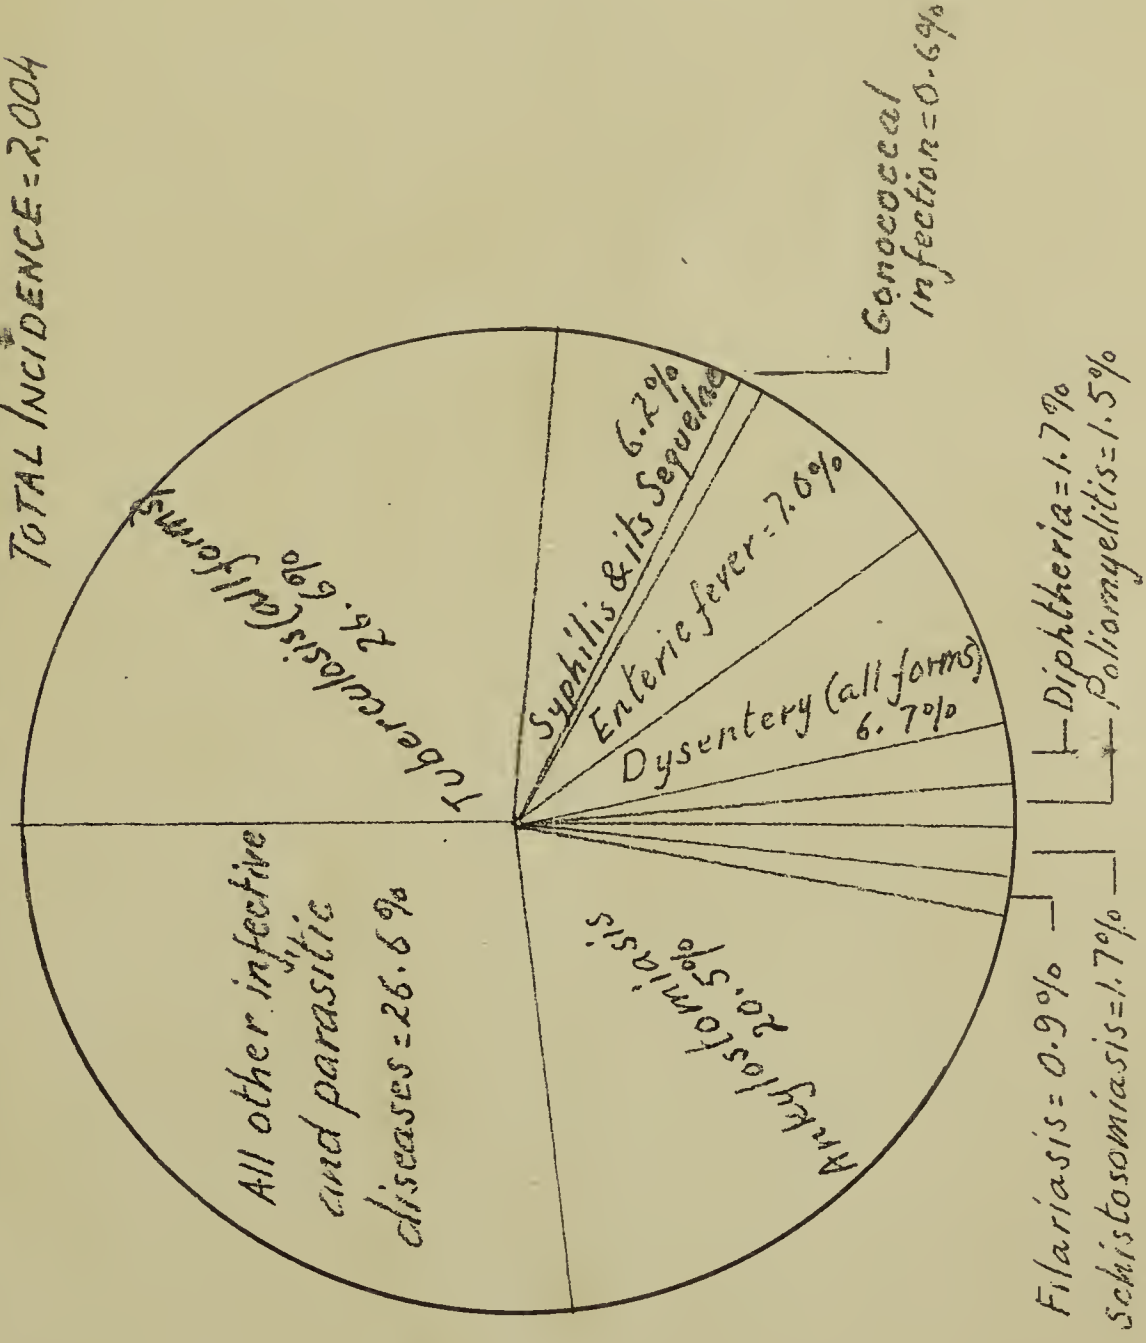 TOTAL INCIDENCE = 2,004
Tuberculosis (all forms)
26.6%
6.2%
Syphilis & its Sequelae
Gonococcal
infection = 0.6%
Enteric fever = 7.0%
Dysentery (all forms)
6.7%
Diphtheria = 1.7%
Poliomyelitis = 1.5%
Schistosomiasis = 1.7%
Filariasis = 0.9%
Ankylostomiasis
20.5%
All other infective
and parasitic
diseases = 26.6%